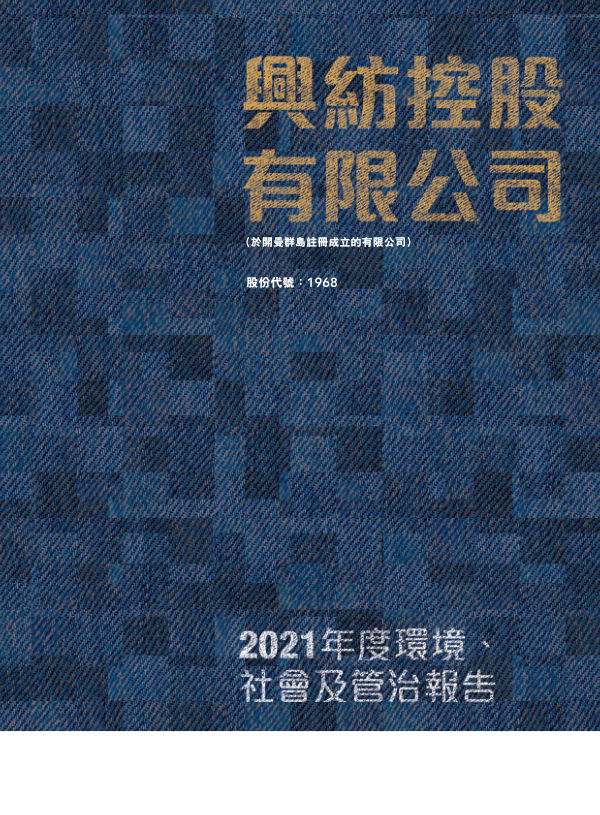 興紡控股
有限公司
（於開曼群島註冊成立的有限公司）
股份代號：1968
2021年度環境、
社會及管治報告